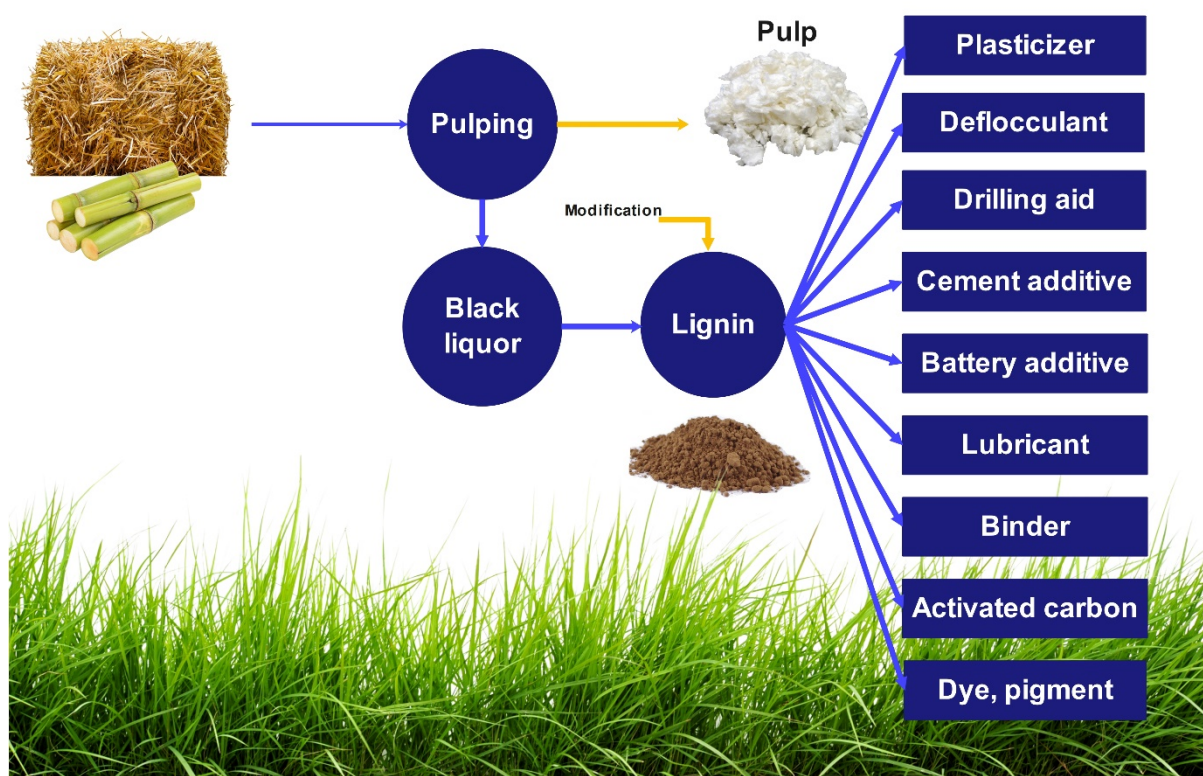 Pulp
Pulping
Modification
Black
liquor
Lignin
Plasticizer
Deflocculant
Drilling aid
Cement additive
Battery additive
Lubricant
Binder
Activated carbon
Dye, pigment